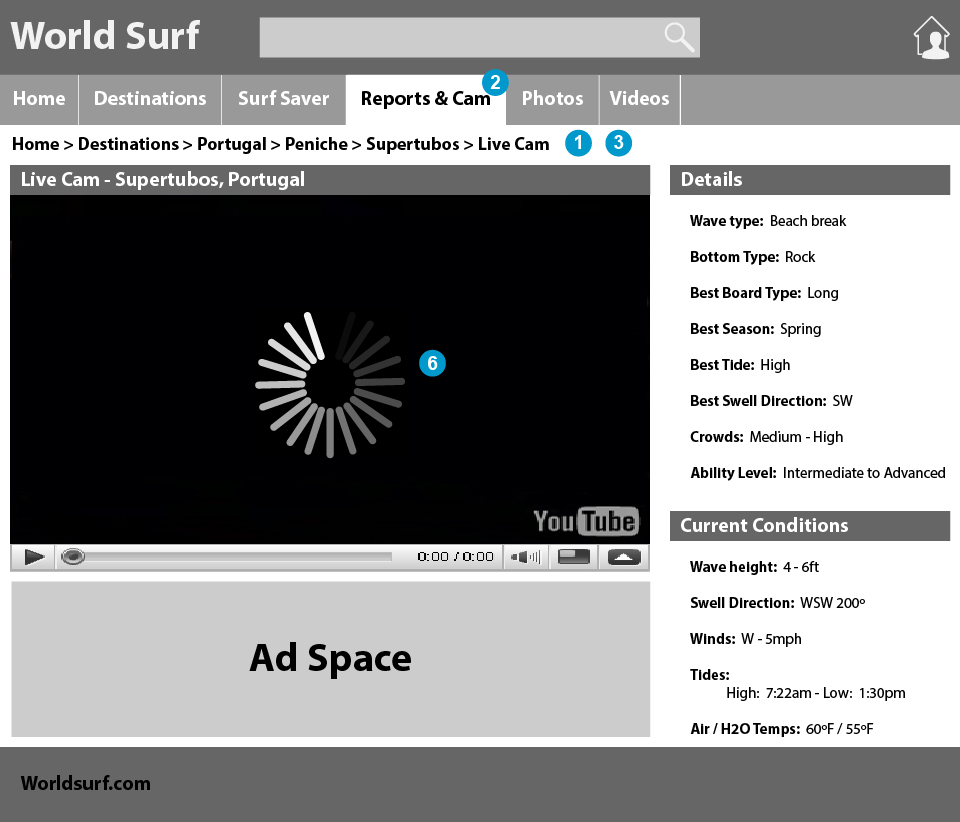 World Surf
Home Destinations Surf Saver Reports & Cam 2 Photos Videos
Home > Destinations > Portugal > Peniche > Supertubos > Live Cam 1 3
Live Cam - Supertubos, Portugal
6
YouTube
0:00 / 0:00
Ad Space
Details
Wave type: Beach break
Bottom Type: Rock
Best Board Type: Long
Best Season: Spring
Best Tide: High
Best Swell Direction: SW
Crowds: Medium - High
Ability Level: Intermediate to Advanced
Current Conditions
Wave height: 4 - 6ft
Swell Direction: WSW 200º
Winds: W - 5mph
Tides:
High: 7:22am - Low: 1:30pm
Air / H2O Temps: 60ºF / 55ºF
Worldsurf.com